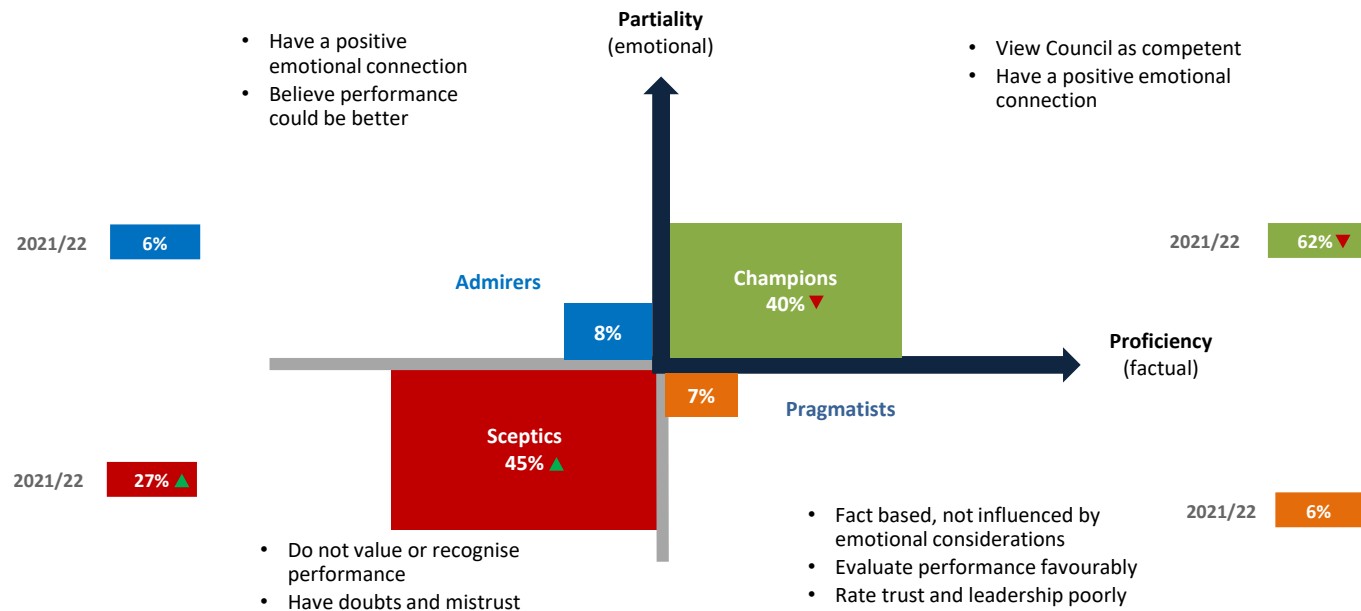 Partiality
(emotional)
• Have a positive
emotional connection
• Believe performance
could be better
• View Council as competent
• Have a positive emotional
connection
2021/22
6%
2021/22
62% ▼
Admirers
8%
Champions
40% ▼
Proficiency
(factual)
7%
Pragmatists
Sceptics
45% ▲
2021/22
27% ▲
2021/22
6%
• Do not value or recognise
performance
• Have doubts and mistrust
• Fact based, not influenced by
emotional considerations
• Evaluate performance favourably
• Rate trust and leadership poorly